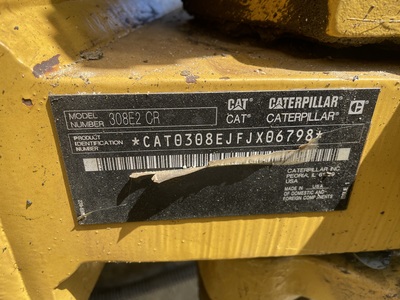 MODEL NUMBER 308E2 CR
CAT® CATERPILLAR®
CAT® CATERPILLAR®
PRODUCT IDENTIFICATION NUMBER *CAT0308EJFJX06798*
CATERPILLAR INC.
PEORIA, IL
USA
MADE IN USA
OF DOMESTIC AND
FOREIGN COMPONENTS